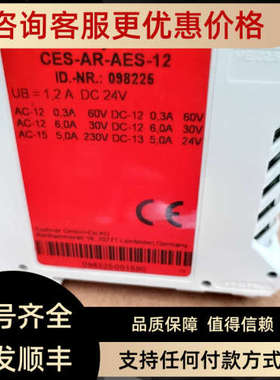 咨询客服更优惠价格
CES-AR-AES-12
ID.-NR.: 098225
UB = 1,2 A DC 24V
AC-12 0,3A 60V DC-12 0,3A 60V
AC-12 6,0A 30V DC-12 6,0A 30V
AC-15 5,0A 230V DC-13 5,0A 24V
CE
号齐全
品质保障 值得信赖
发顺丰
支持任何付款方式